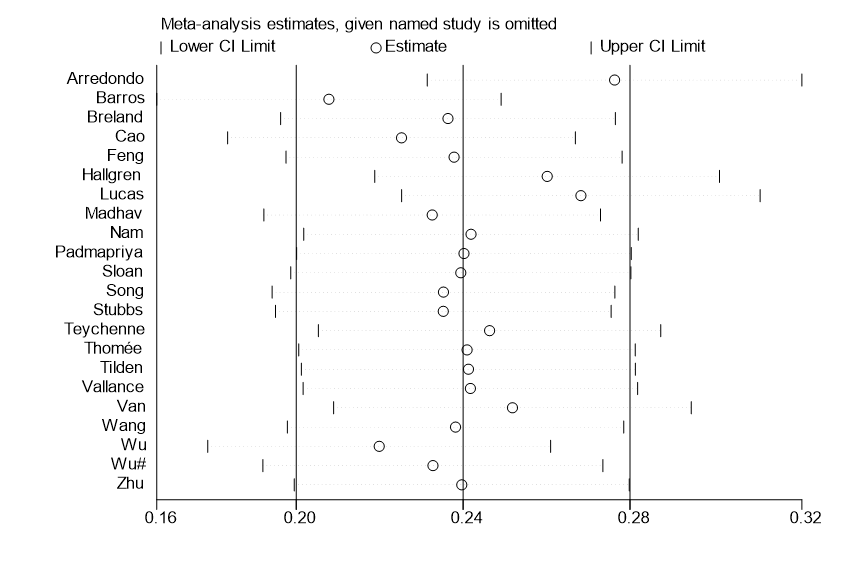 Meta-analysis estimates, given named study is omitted
| Lower CI Limit ○ Estimate | Upper CI Limit
Arredondo
Barros
Breland
Cao
Feng
Hallgren
Lucas
Madhav
Nam
Padmapriya
Sloan
Song
Stubbs
Teychenne
Thomée
Tilden
Vallance
Van
Wang
Wu
Wu#
Zhu
0.16 0.20 0.24 0.28 0.32